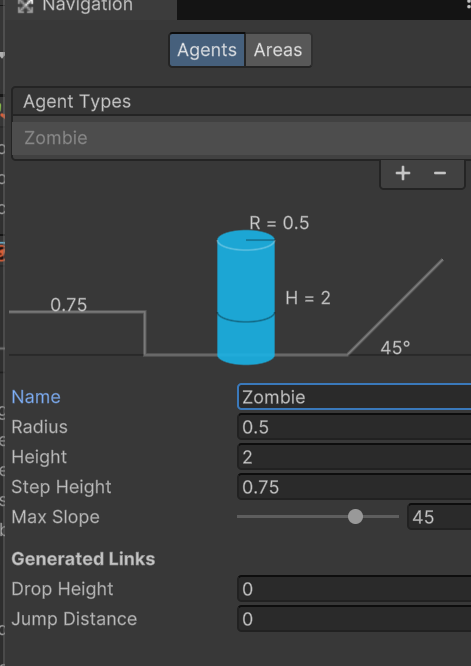 Navigation
Agents Areas
Agent Types
Zombie
+ −
R = 0.5
0.75
H = 2
45°
Name Zombie
Radius 0.5
Height 2
Step Height 0.75
Max Slope 45
Generated Links
Drop Height 0
Jump Distance 0